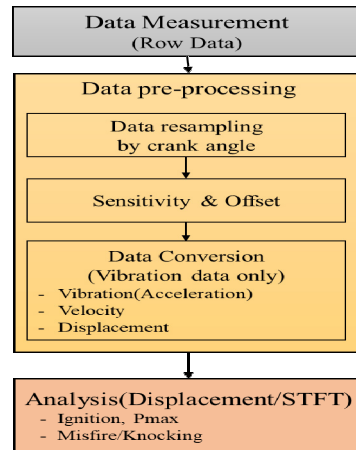 Data Measurement
(Row Data)
Data pre-processing
Data resampling
by crank angle
Sensitivity & Offset
Data Conversion
(Vibration data only)
- Vibration(Acceleration)
- Velocity
- Displacement
Analysis(Displacement/STFT)
- Ignition, Pmax
- Misfire/Knocking